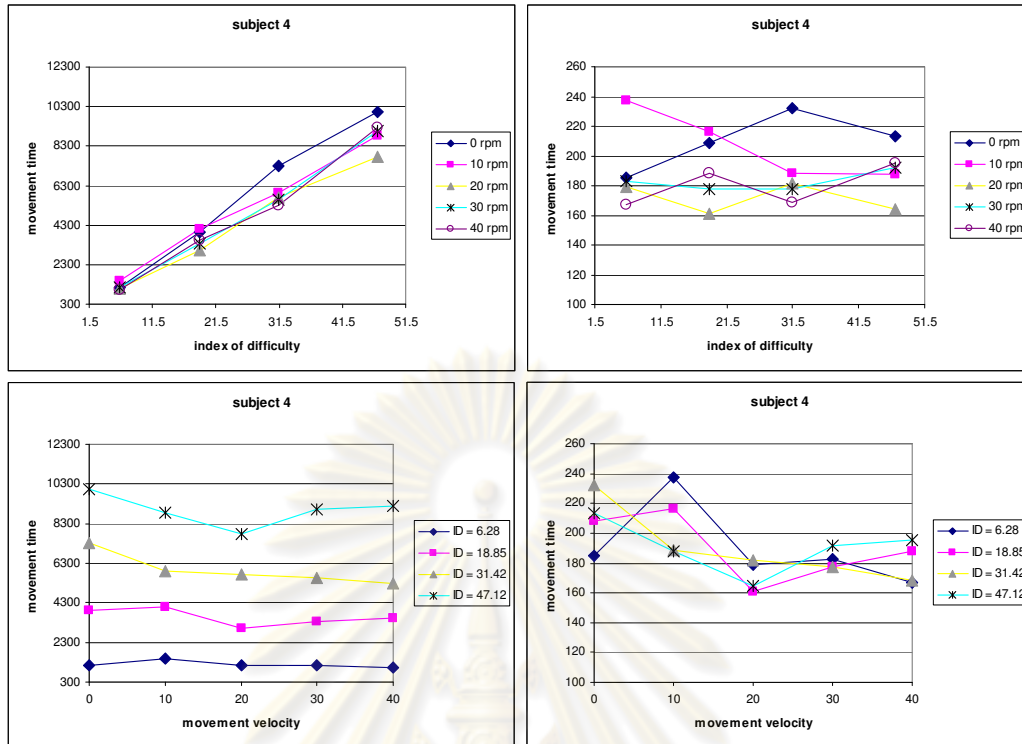 subject 4
movement time
12300
10300
8300
6300
4300
2300
300
1.5 11.5 21.5 31.5 41.5 51.5
index of difficulty
0 rpm
10 rpm
20 rpm
30 rpm
40 rpm
subject 4
movement time
260
240
220
200
180
160
140
120
100
1.5 11.5 21.5 31.5 41.5 51.5
index of difficulty
0 rpm
10 rpm
20 rpm
30 rpm
40 rpm
subject 4
movement time
12300
10300
8300
6300
4300
2300
300
0 10 20 30 40
movement velocity
ID = 6.28
ID = 18.85
ID = 31.42
ID = 47.12
subject 4
movement time
260
240
220
200
180
160
140
120
100
0 10 20 30 40
movement velocity
ID = 6.28
ID = 18.85
ID = 31.42
ID = 47.12